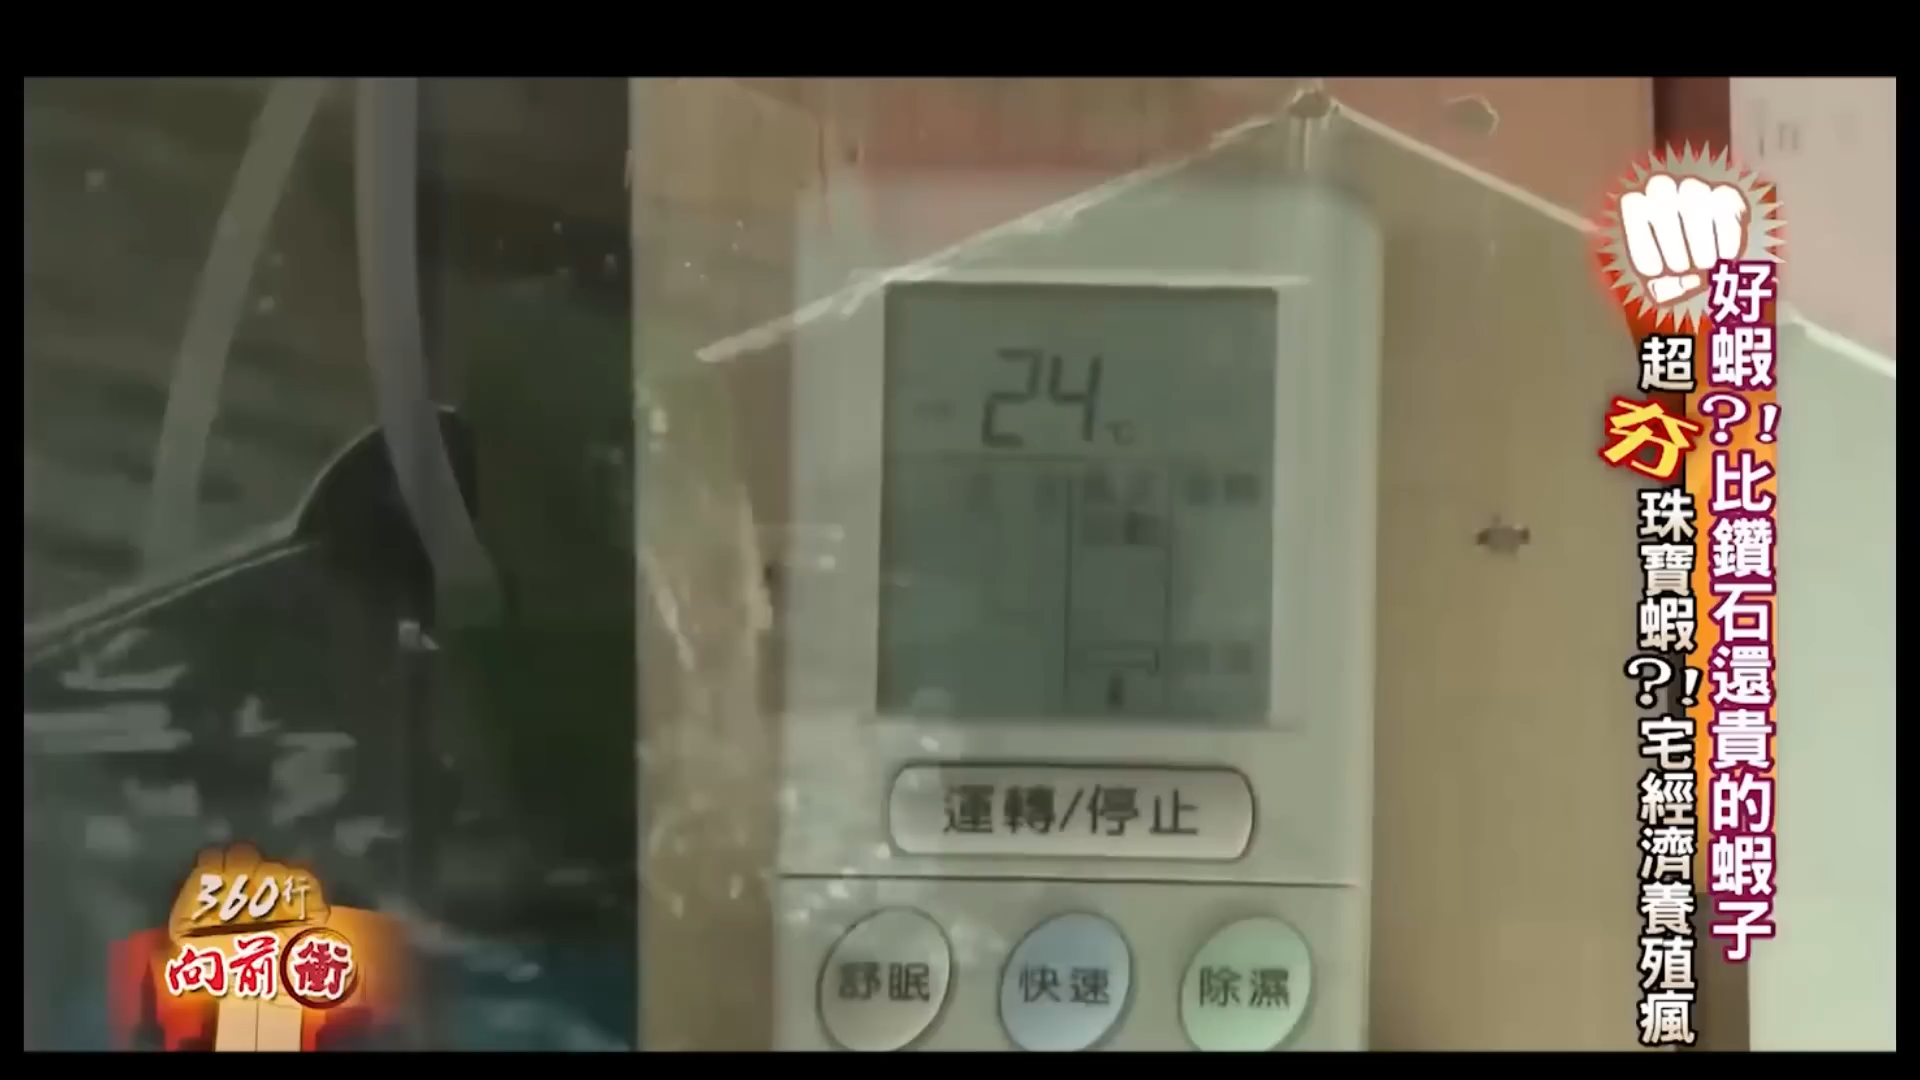 好蝦?!比鑽石還貴的蝦子
超夯珠寶蝦?!宅經濟養殖瘋
24℃
運轉/停止
舒眠
快速
除濕
360行
向前衝